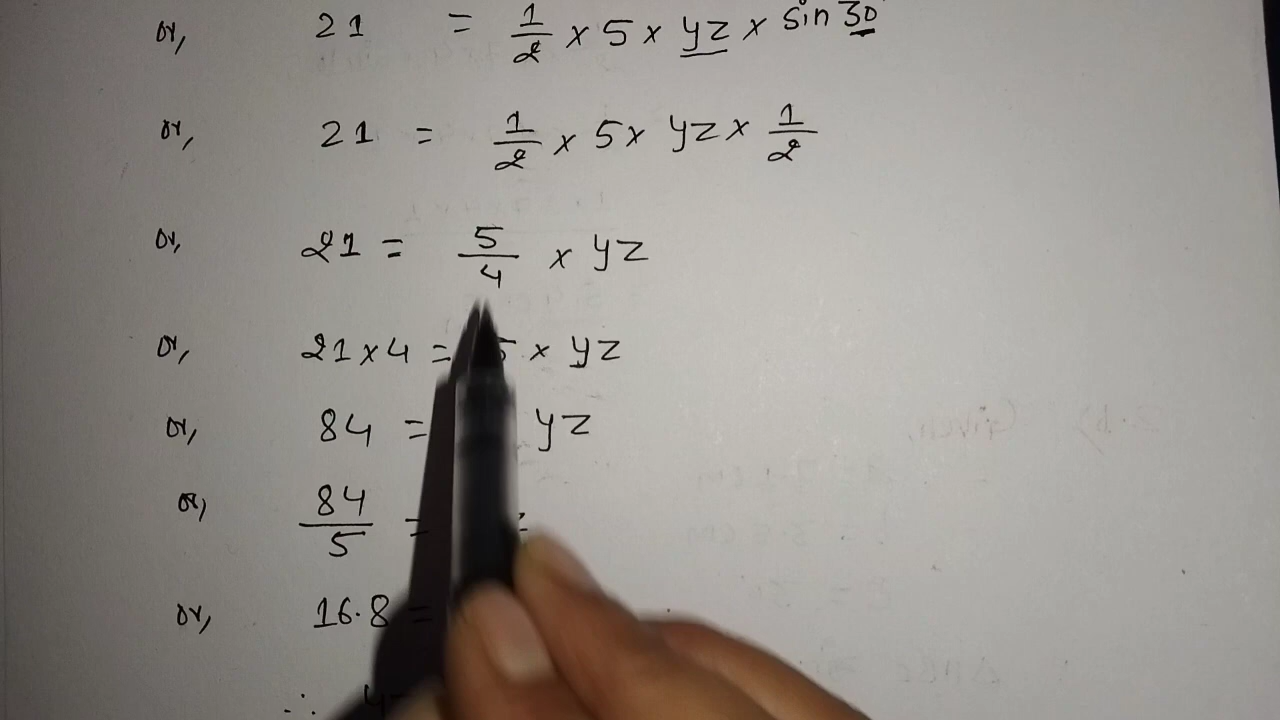 or, 21 = 1/2 × 5 × yz × sin 30
or, 21 = 1/2 × 5 × yz × 1/2
or, 21 = 5/4 × yz
or, 21 × 4 = 5 × yz
or, 84 = yz
or, 84/5 =
or, 16.8 =
∴